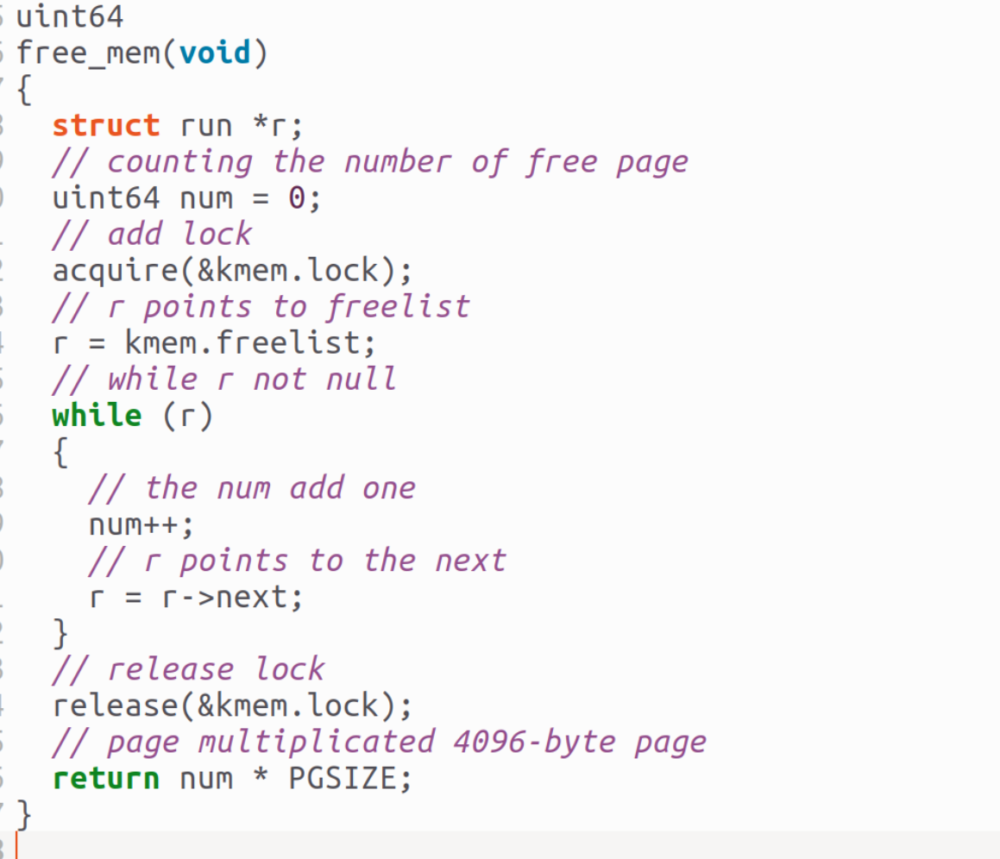 uint64
free_mem(void)
{
  struct run *r;
  // counting the number of free page
  uint64 num = 0;
  // add lock
  acquire(&kmem.lock);
  // r points to freelist
  r = kmem.freelist;
  // while r not null
  while (r)
  {
    // the num add one
    num++;
    // r points to the next
    r = r->next;
  }
  // release lock
  release(&kmem.lock);
  // page multiplicated 4096-byte page
  return num * PGSIZE;
}